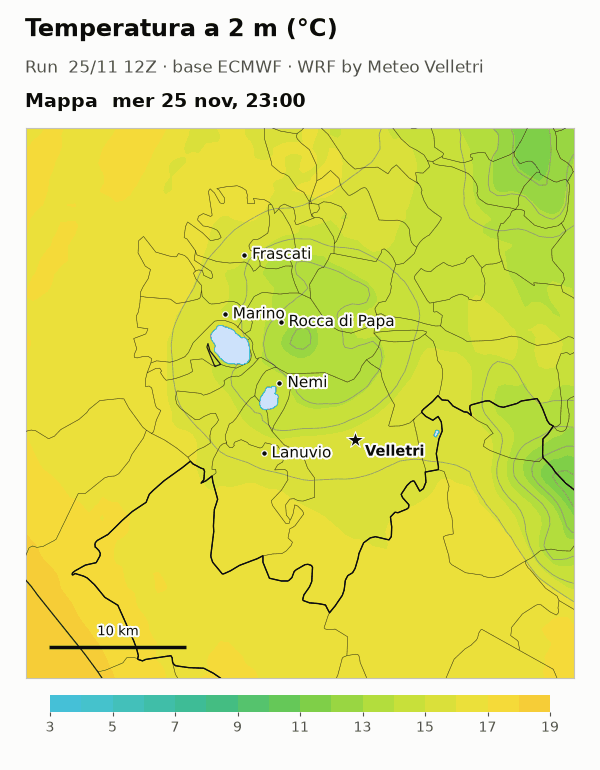 Temperatura a 2 m (°C)
Run 25/11 12Z · base ECMWF · WRF by Meteo Velletri
Mappa mer 25 nov, 23:00
Frascati
Marino
Rocca di Papa
Nemi
Velletri
Lanuvio
10 km
3 5 7 9 11 13 15 17 19